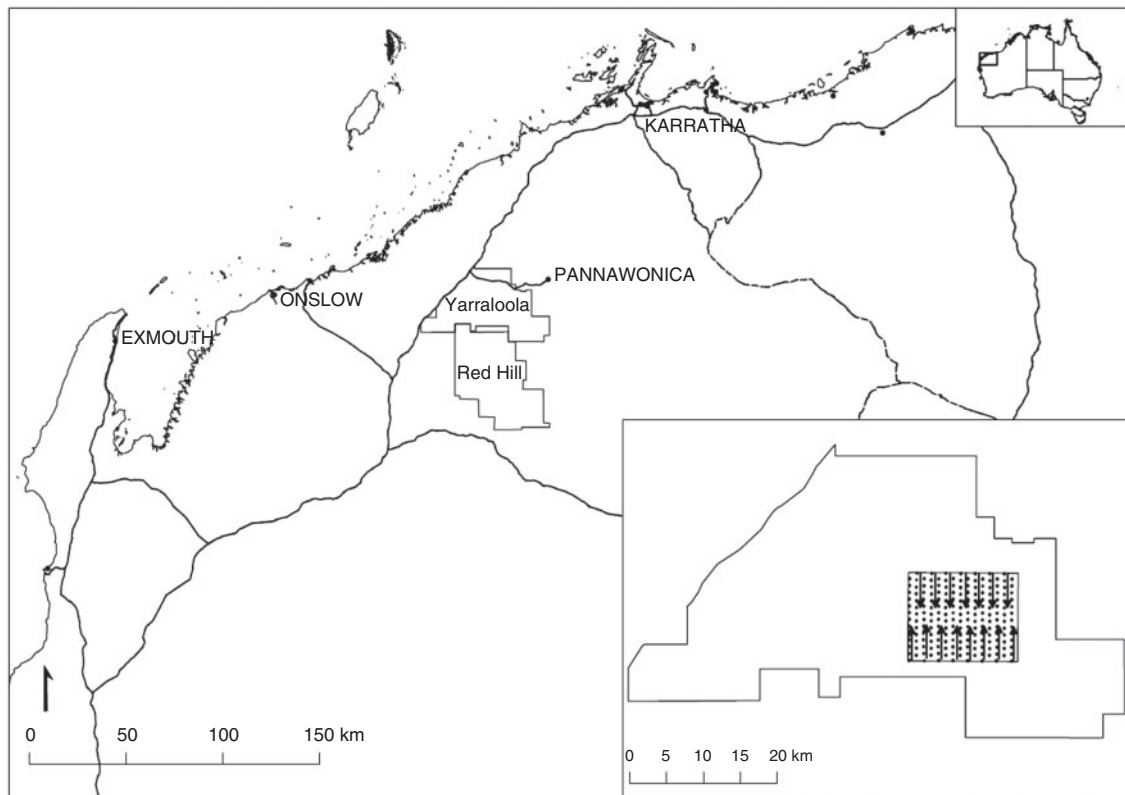 KARRATHA
PANNAWONICA
Yarraloola
ONSLOW
EXMOUTH
Red Hill
0 50 100 150 km
0 5 10 15 20 km